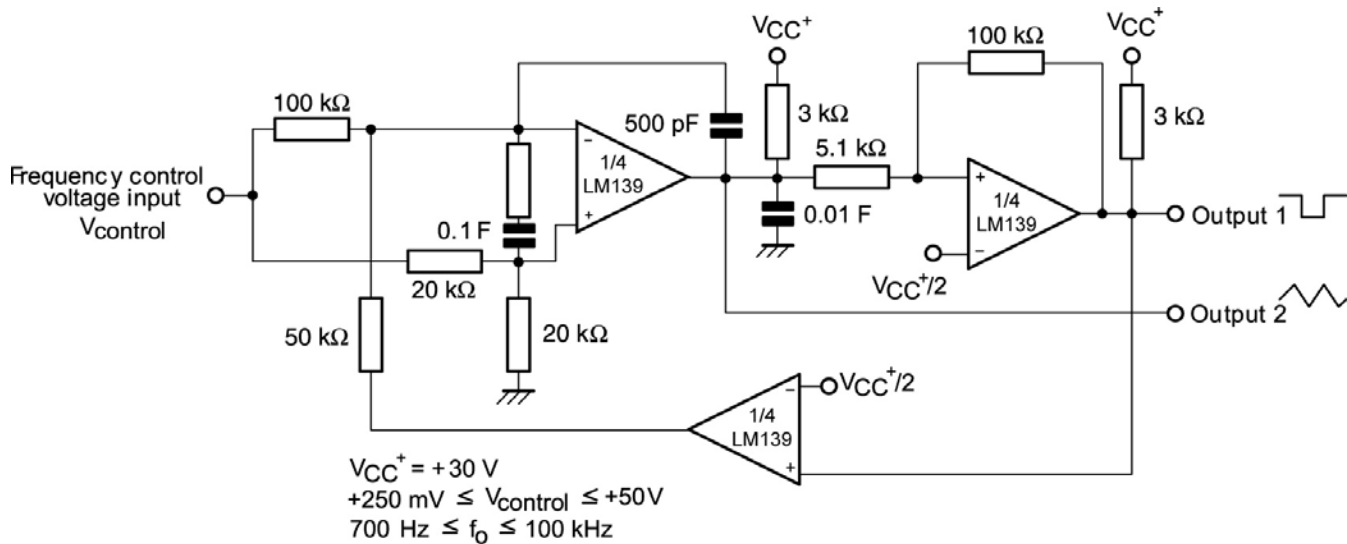 VCC+
100 kΩ
VCC+
100 kΩ
500 pF
3 kΩ
3 kΩ
5.1 kΩ
−
1/4
LM139
+
Frequency control
voltage input
Vcontrol
0.1 F
0.01 F
+
1/4
LM139
−
Output 1
20 kΩ
VCC+/2
50 kΩ
20 kΩ
Output 2
−
VCC+/2
1/4
LM139
+
VCC+ = +30 V
+250 mV ≤ Vcontrol ≤ +50V
700 Hz ≤ fo ≤ 100 kHz